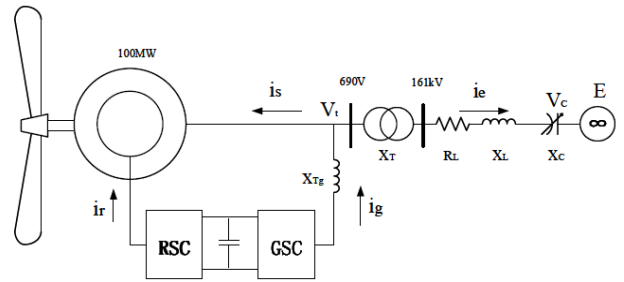 100MW
is
690V
161kV
ie
Vt
VC
E
∞
XT
RL
XL
XC
XTg
ir
ig
RSC
GSC